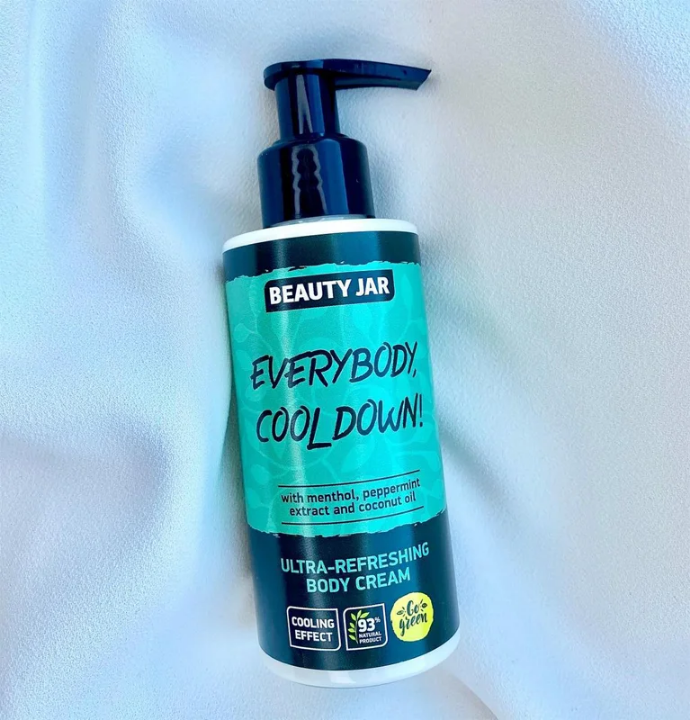 BEAUTY JAR
EVERYBODY,
COOL DOWN!
with menthol, peppermint
extract and coconut oil
ULTRA-REFRESHING
BODY CREAM
COOLING
EFFECT
93%
NATURAL
PRODUCT
Go
green